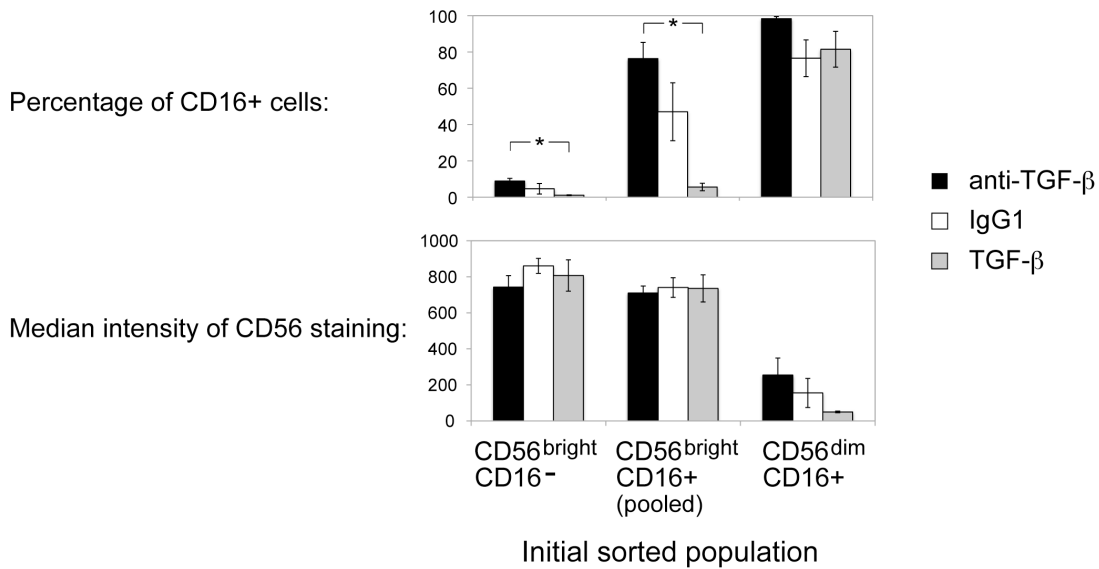 Percentage of CD16+ cells:
100
80
60
40
20
0
*
*
Median intensity of CD56 staining:
1000
800
600
400
200
0
CD56bright
CD16-
CD56bright
CD16+
(pooled)
CD56dim
CD16+
Initial sorted population
anti-TGF-β
IgG1
TGF-β